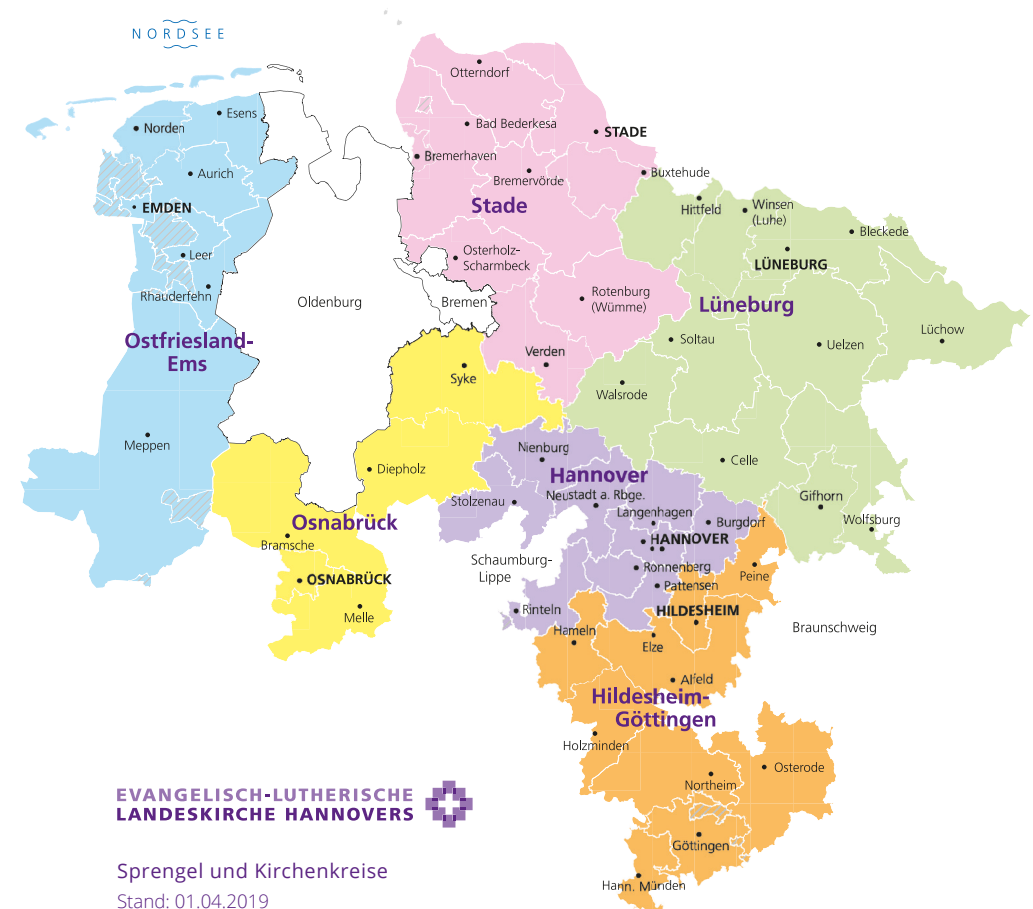 NORDSEE
Otterndorf
Esens
Norden
Bad Bederkesa
STADE
Bremerhaven
Aurich
Bremervörde
Buxtehude
Stade
EMDEN
Hittfeld
Winsen
(Luhe)
Bleckede
Leer
Osterholz-
Scharmbeck
LÜNEBURG
Rhauderfehn
Oldenburg
Bremen
Rotenburg
(Wümme)
Lüneburg
Ostfriesland-
Ems
Verden
Soltau
Uelzen
Lüchow
Syke
Walsrode
Meppen
Nienburg
Diepholz
Hannover
Celle
Stolzenau
Neustadt a. Rbge.
Gifhorn
Langenhagen
Burgdorf
Wolfsburg
Osnabrück
Bramsche
HANNOVER
Schaumburg-
Lippe
Ronnenberg
Peine
OSNABRÜCK
Pattensen
Melle
Rinteln
HILDESHEIM
Hameln
Elze
Braunschweig
Alfeld
Hildesheim-
Göttingen
Holzminden
Osterode
Northeim
EVANGELISCH-LUTHERISCHE
LANDESKIRCHE HANNOVERS
Göttingen
Sprengel und Kirchenkreise
Hann. Münden
Stand: 01.04.2019